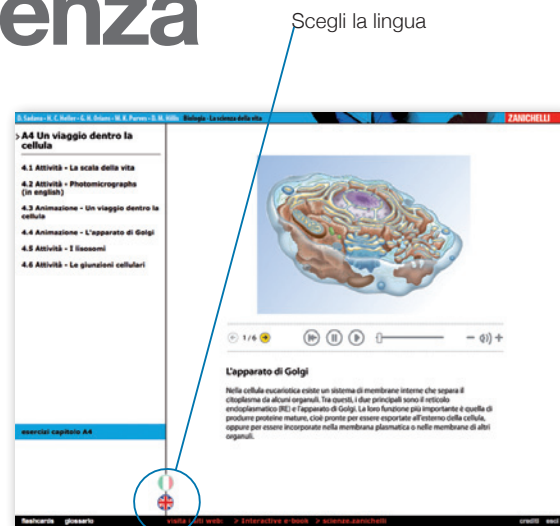 enza
Scegli la lingua
D. Sadava - H. C. Heller - G. H. Orians - W. K. Purves - D. M. Hillis Biologia - La scienza della vita
ZANICHELLI
> A4 Un viaggio dentro la
cellula
4.1 Attività - La scala della vita
4.2 Attività - Photomicrographs
(in english)
4.3 Animazione - Un viaggio dentro la
cellula
4.4 Animazione - L'apparato di Golgi
4.5 Attività - I lisosomi
4.6 Attività - Le giunzioni cellulari
1/6
L'apparato di Golgi
Nella cellula eucariotica esiste un sistema di membrane interne che separa il
citoplasma da alcuni organuli. Tra questi, i due principali sono il reticolo
endoplasmatico (RE) e l'apparato di Golgi. La loro funzione più importante è quella di
produrre proteine mature, cioè pronte per essere esportate all'esterno della cellula,
oppure per essere incorporate nella membrana plasmatica o nelle membrane di altri
organuli.
esercizi capitolo A4
flashcards glossario visita i siti web: > Interactive e-book > scienze.zanichelli crediti esci